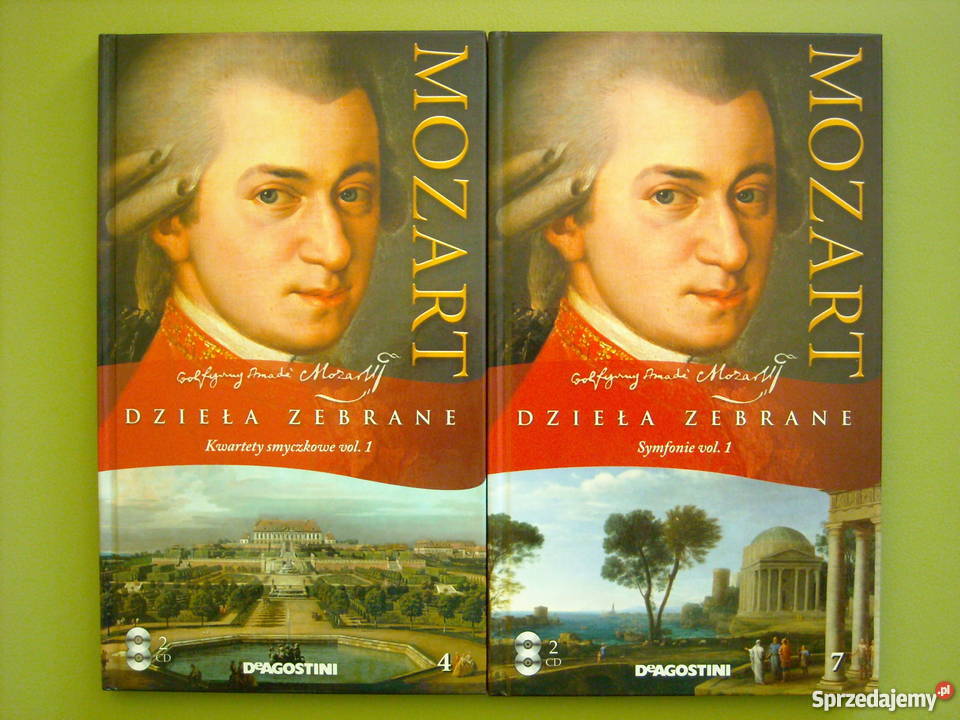 MOZART
Wolfgang Amadè Mozart
DZIEŁA ZEBRANE
Kwartety smyczkowe vol. 1
2
CD
DeAGOSTINI
4
MOZART
Wolfgang Amadè Mozart
DZIEŁA ZEBRANE
Symfonie vol. 1
2
CD
DeAGOSTINI
7
Sprzedajemy.pl